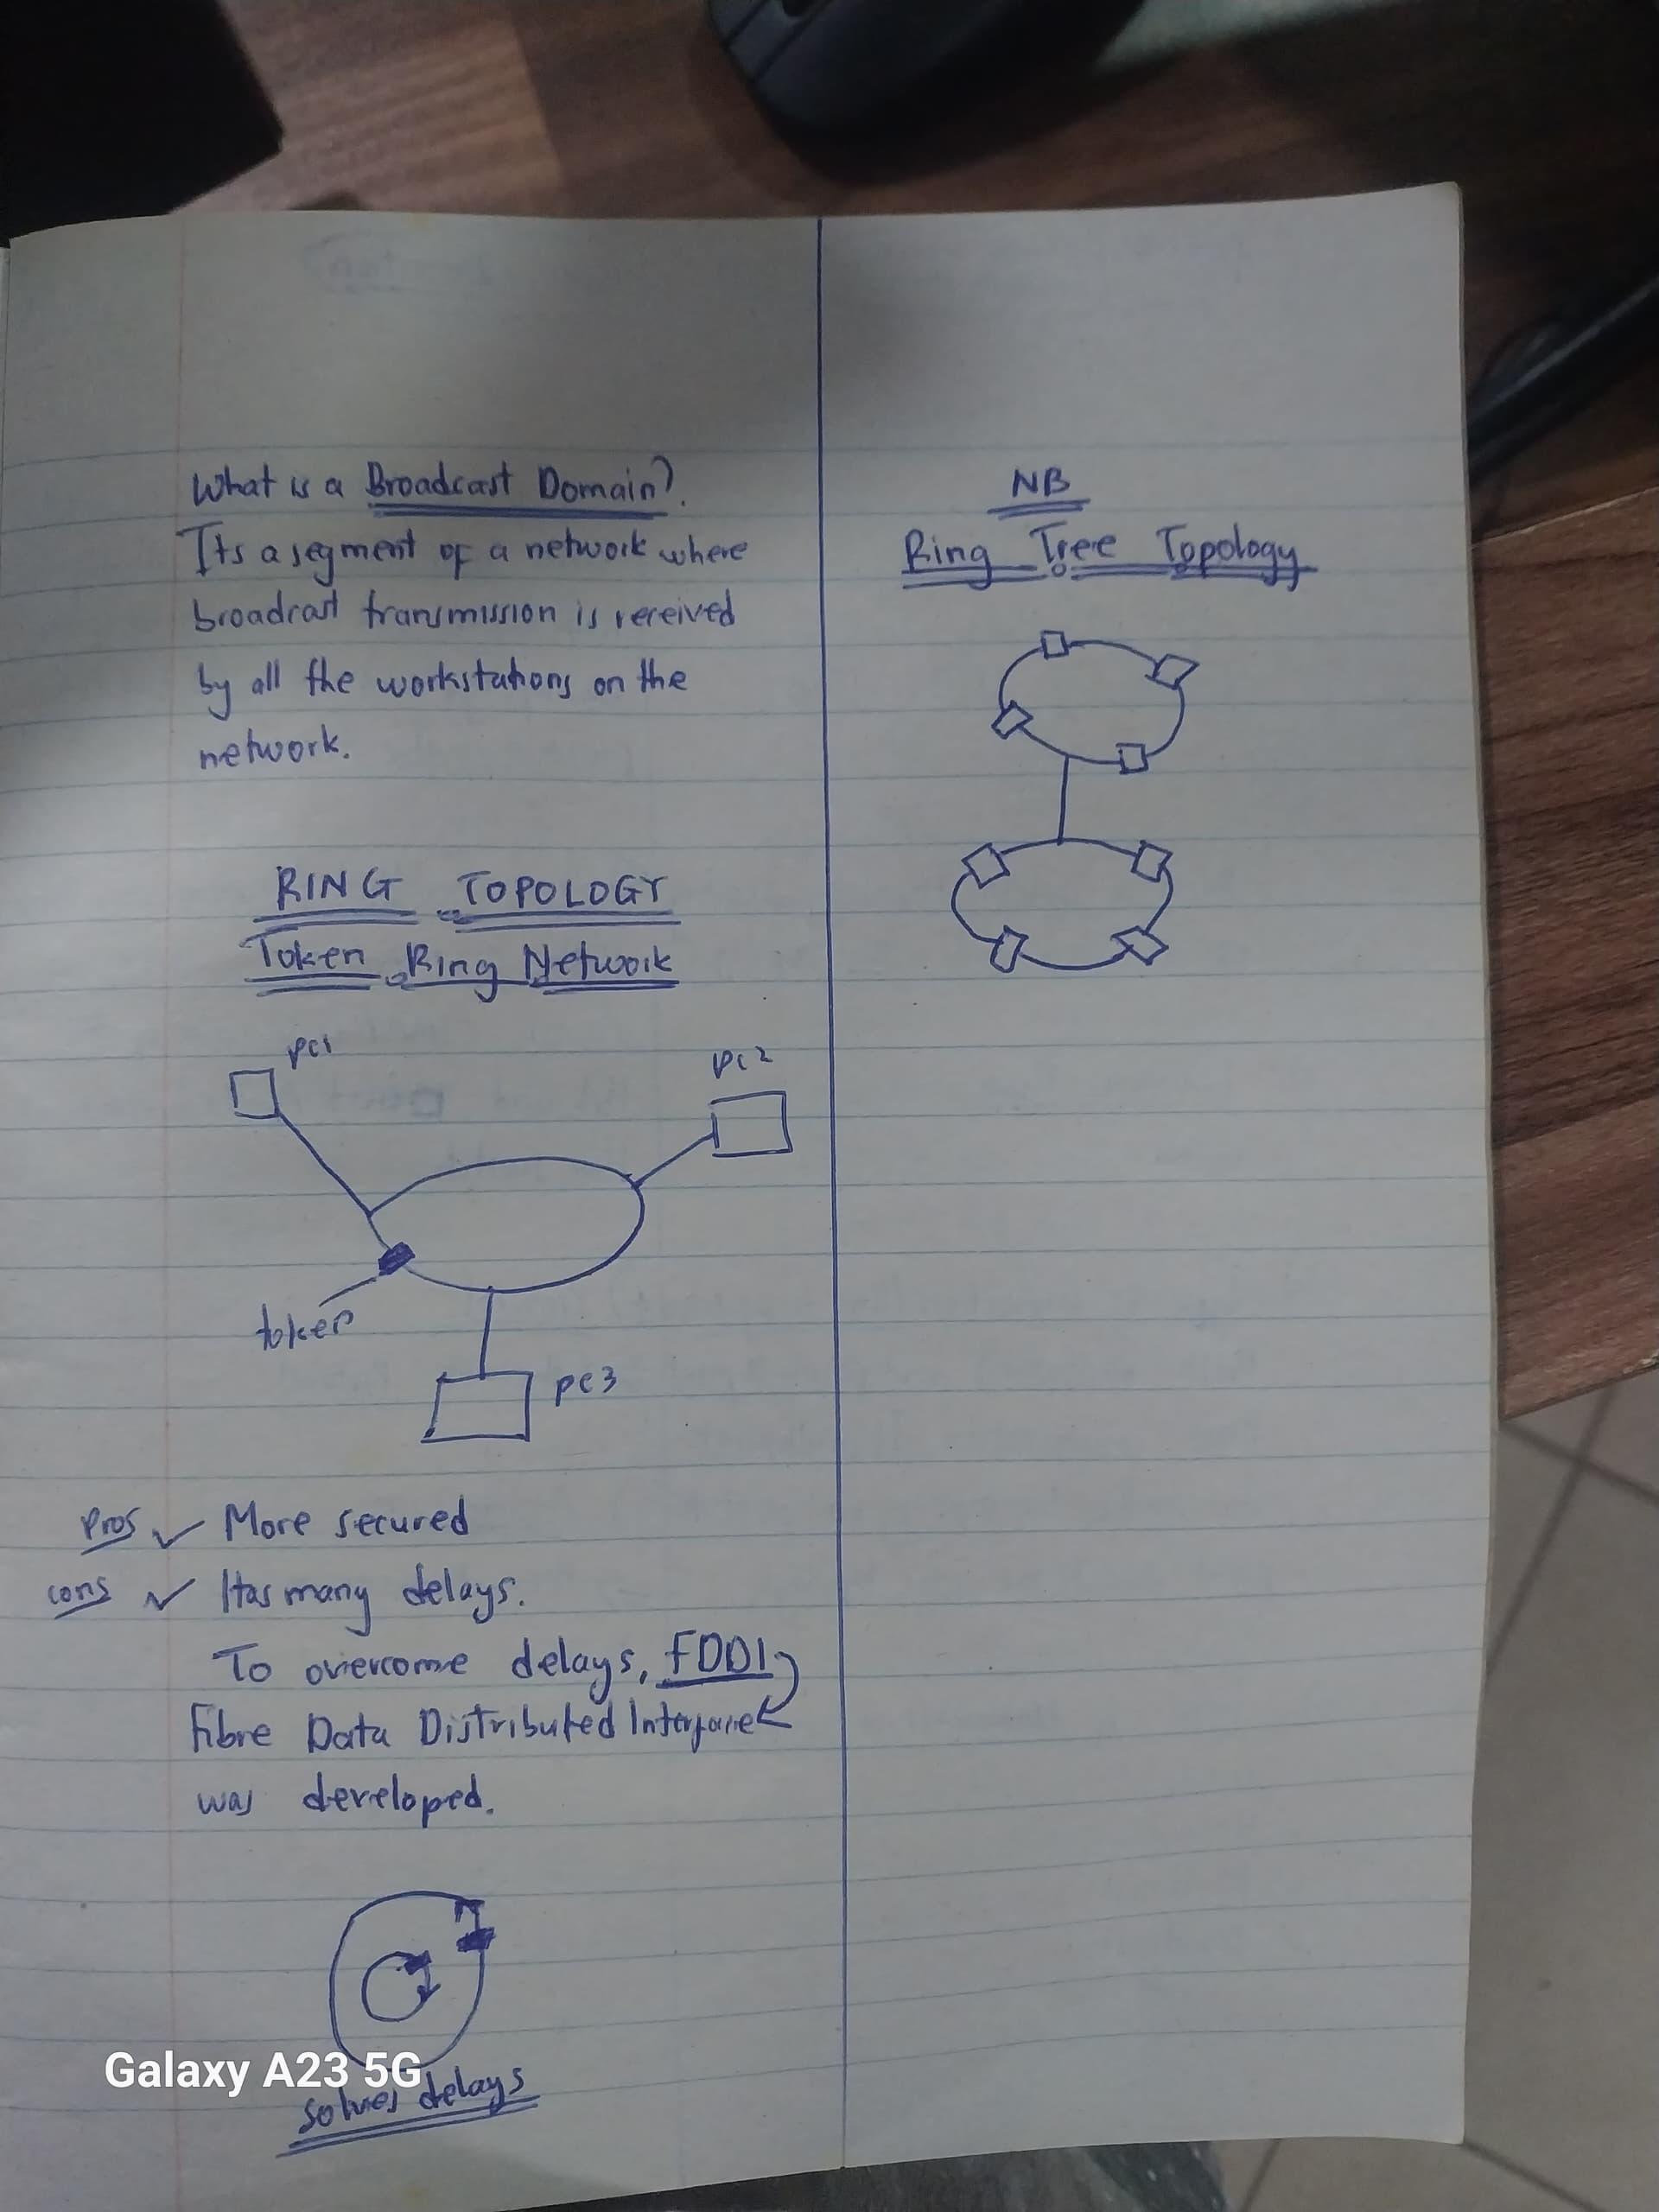 What is a Broadcast Domain?.
Its a segment of a network where
broadcast transmission is received
by all the workstations on the
network.
RING TOPOLOGY
Token Ring Network
pc1
pc2
token
pc3
pros ✓ More secured
cons ✓ Has many delays.
To overcome delays, FDDI
Fibre Data Distributed Interface
was developed.
solves delays
NB
Ring Tree Topology
Galaxy A23 5G